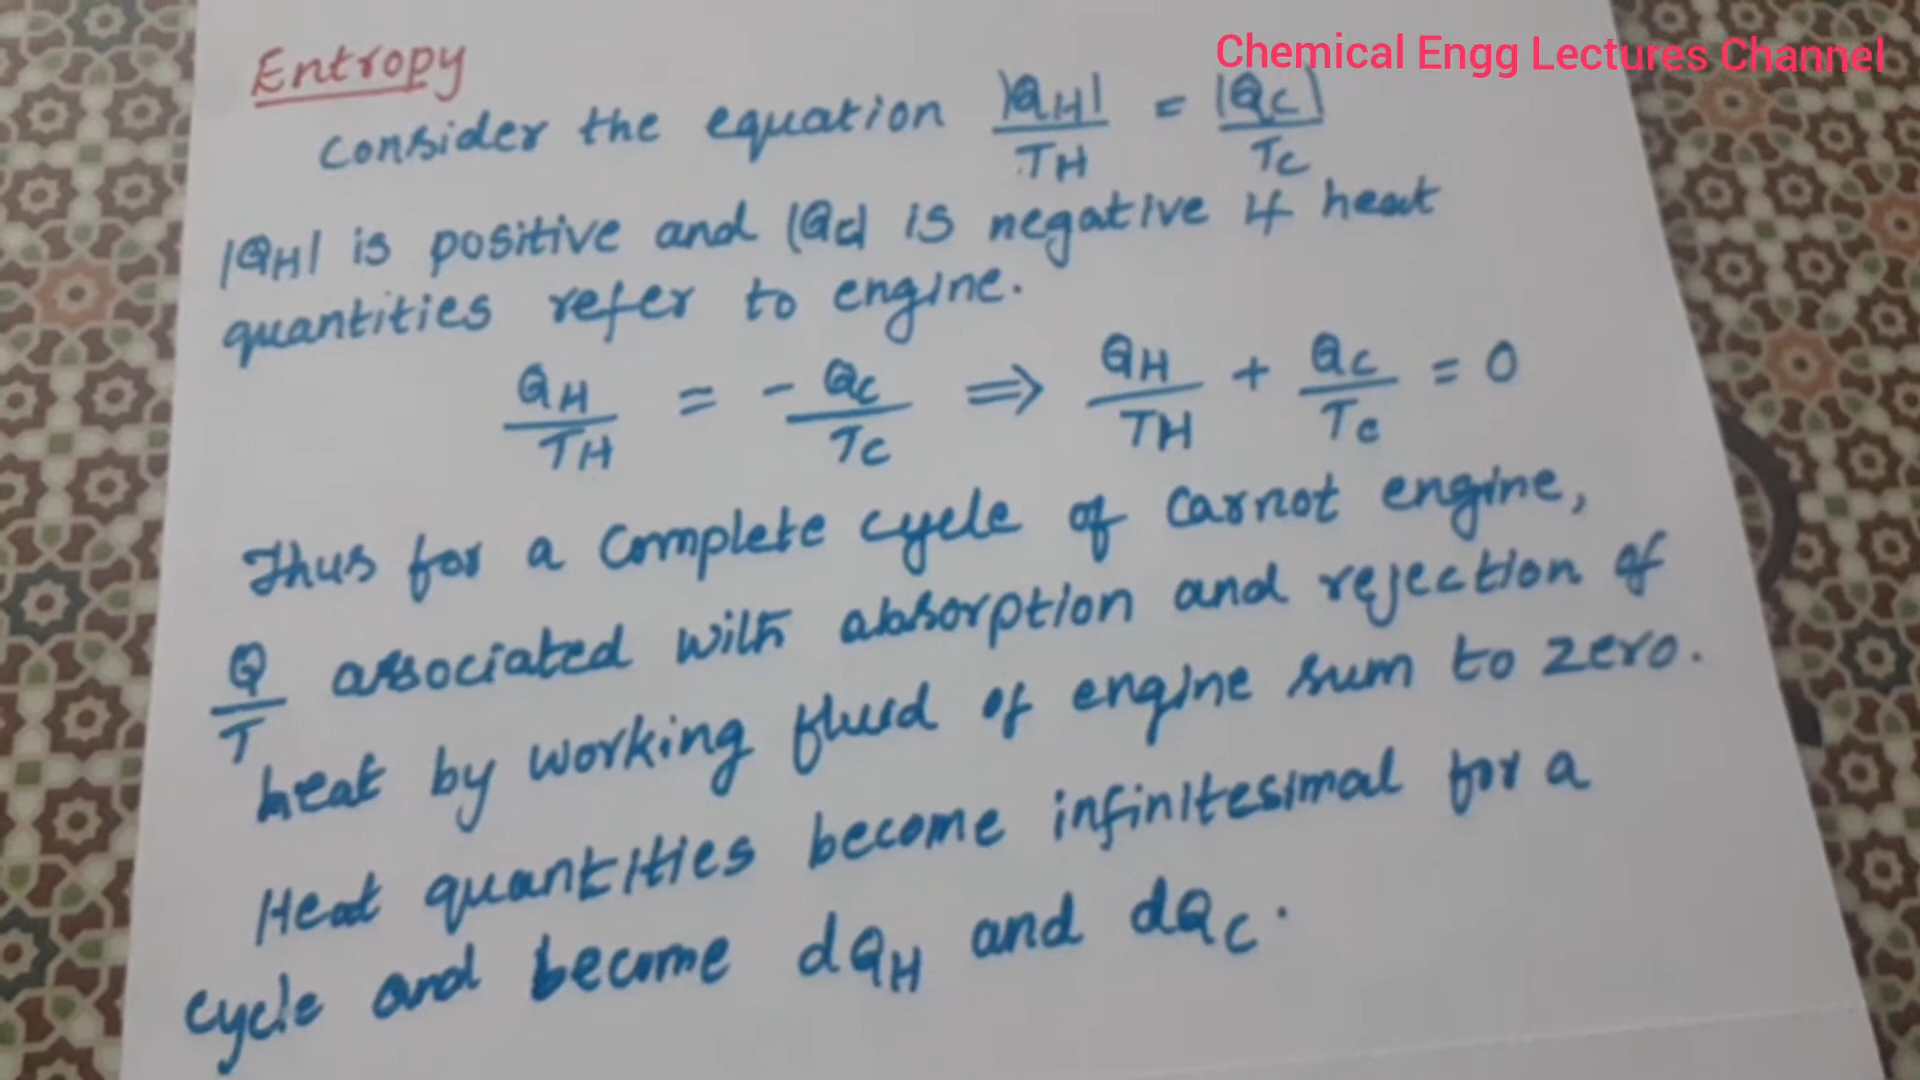 Chemical Engg Lectures Channel
Entropy
Consider the equation |QH|/TH = |QC|/TC
|QH| is positive and |QC| is negative if heat
quantities refer to engine.
QH/TH = - QC/TC ⇒ QH/TH + QC/TC = 0
Thus for a complete cycle of Carnot engine,
Q/T associated with absorption and rejection of
heat by working fluid of engine sum to zero.
Heat quantities become infinitesimal for a
cycle and become dQH and dQC.